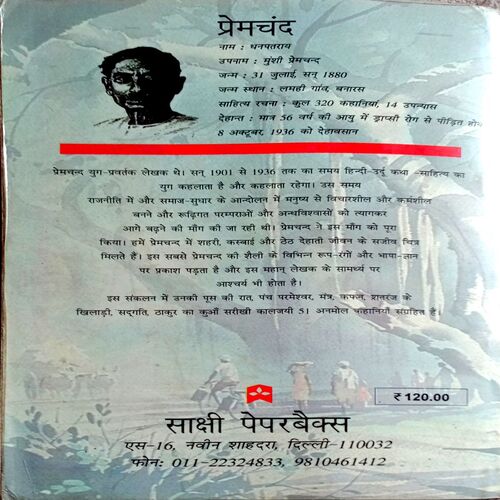 प्रेमचंद
नाम : धनपतराय
उपनाम : मुंशी प्रेमचन्द
जन्म : 31 जुलाई, सन् 1880
जन्म स्थान : लमही गांव, बनारस
साहित्य रचना : कुल 320 कहानियां, 14 उपन्यास
देहान्त : मात्र 56 वर्ष की आयु में ड्राप्सी रोग से पीड़ित होकर
8 अक्टूबर, 1936 को देहावसान
प्रेमचन्द युग-प्रवर्तक लेखक थे। सन् 1901 से 1936 तक का समय हिन्दी-उर्दू कथा -साहित्य का
युग कहलाता है और कहलाता रहेगा। उस समय
राजनीति में और समाज-सुधार के आन्दोलन में मनुष्य से विचारशील और कर्मशील
बनने और रूढ़िगत परम्पराओं और अन्धविश्वासों को त्यागकर
आगे बढ़ने की माँग की जा रही थी। प्रेमचन्द ने इस माँग को पूरा
किया। हमें प्रेमचन्द में शहरी, कस्बाई और ठेठ देहाती जीवन के सजीव चित्र
मिलते हैं। इस सबसे प्रेमचन्द की शैली के विभिन्न रूप-रंगों और भाषा-ज्ञान
पर प्रकाश पड़ता है और इस महान् लेखक के सामर्थ्य पर
आश्चर्य भी होता है।
इस संकलन में उनकी पूस की रात, पंच परमेश्वर, मंत्र, कफन, शतरंज के
खिलाड़ी, सद्गति, ठाकुर का कुआँ सरीखी कालजयी 51 अनमोल कहानियाँ संग्रहित हैं।
₹ 120.00
साक्षी पेपरबैक्स
एस-16, नवीन शाहदरा, दिल्ली-110032
फोन: 011-22324833, 9810461412